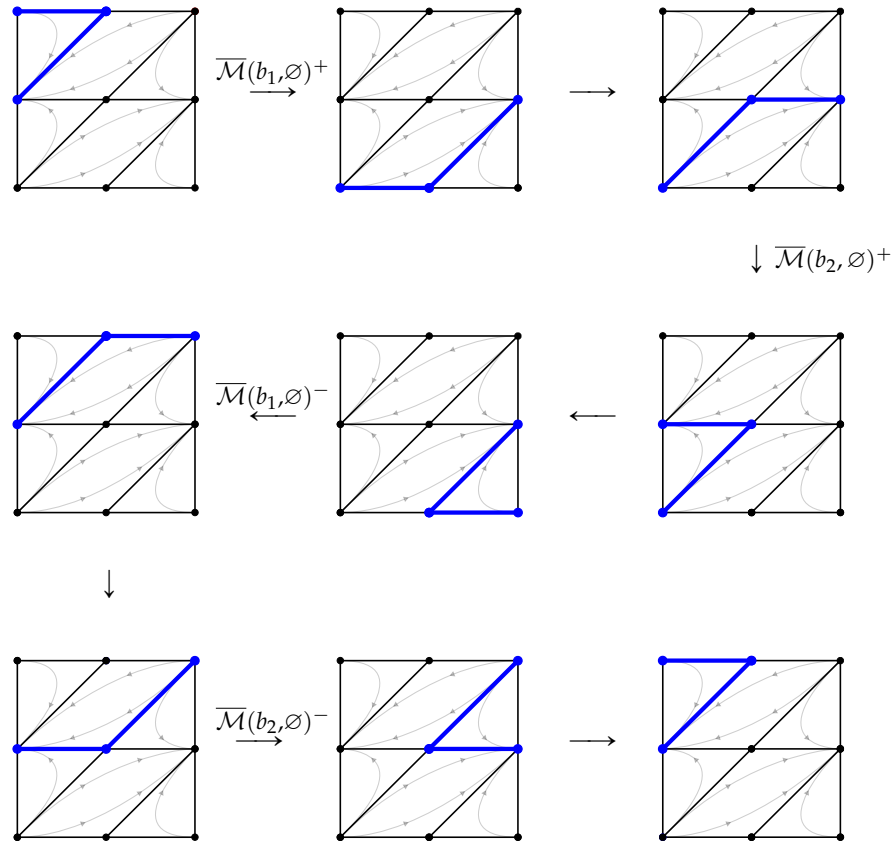 $\overline{\mathcal{M}}(b_1, \varnothing)^+$
$\overline{\mathcal{M}}(b_2, \varnothing)^+$
$\overline{\mathcal{M}}(b_1, \varnothing)^-$
$\overline{\mathcal{M}}(b_2, \varnothing)^-$